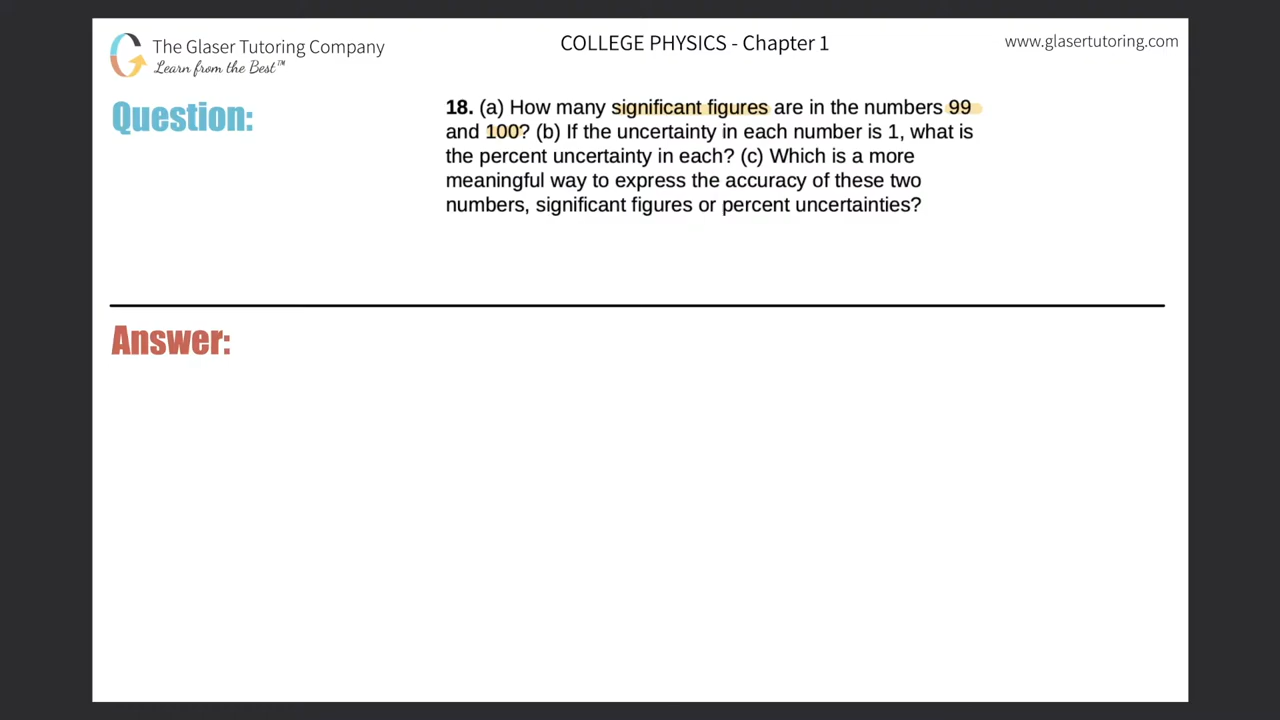 The Glaser Tutoring Company
Learn from the Best™
COLLEGE PHYSICS - Chapter 1
www.glasertutoring.com
Question:
18. (a) How many significant figures are in the numbers 99
and 100? (b) If the uncertainty in each number is 1, what is
the percent uncertainty in each? (c) Which is a more
meaningful way to express the accuracy of these two
numbers, significant figures or percent uncertainties?
Answer: